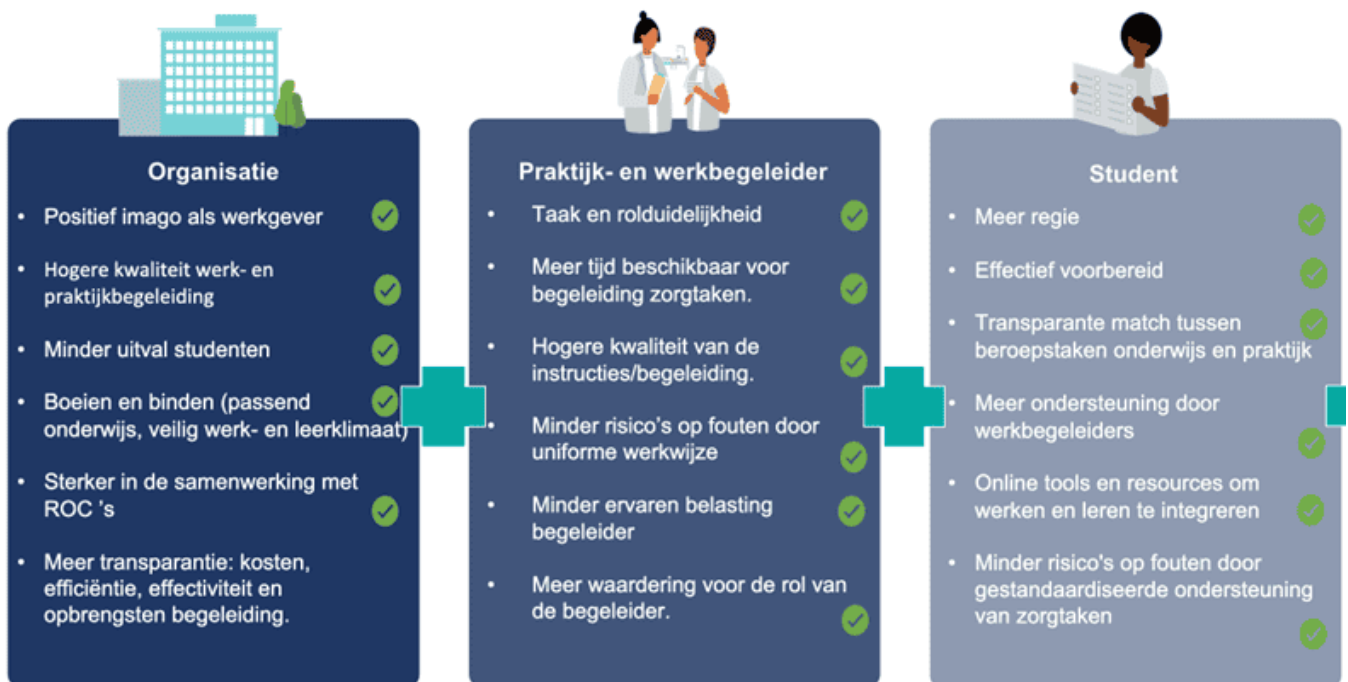 Organisatie
• Positief imago als werkgever
• Hogere kwaliteit werk- en
praktijkbegeleiding
• Minder uitval studenten
• Boeien en binden (passend
onderwijs, veilig werk- en leerklimaat)
• Sterker in de samenwerking met
ROC 's
• Meer transparantie: kosten,
efficiëntie, effectiviteit en
opbrengsten begeleiding.
Praktijk- en werkbegeleider
• Taak en rolduidelijkheid
• Meer tijd beschikbaar voor
begeleiding zorgtaken.
• Hogere kwaliteit van de
instructies/begeleiding.
• Minder risico's op fouten door
uniforme werkwijze
• Minder ervaren belasting
begeleider
• Meer waardering voor de rol van
de begeleider.
Student
• Meer regie
• Effectief voorbereid
• Transparante match tussen
beroepstaken onderwijs en praktijk
• Meer ondersteuning door
werkbegeleiders
• Online tools en resources om
werken en leren te integreren
• Minder risico's op fouten door
gestandaardiseerde ondersteuning
van zorgtaken